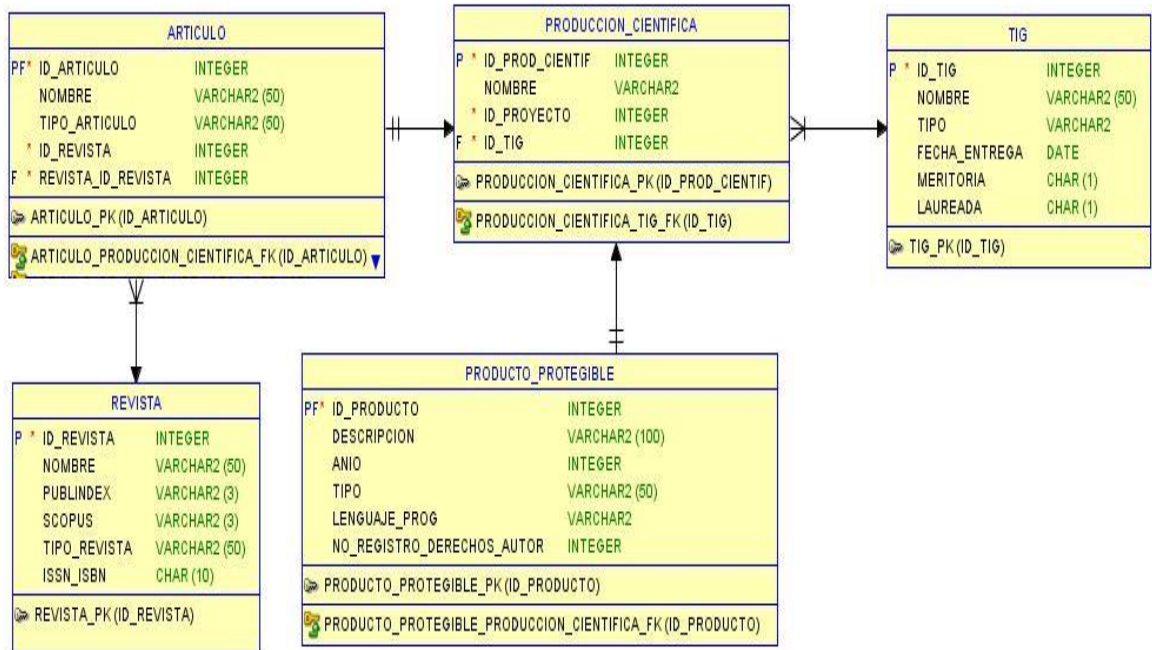 ARTICULO
PF* ID_ARTICULO INTEGER
NOMBRE VARCHAR2 (50)
TIPO_ARTICULO VARCHAR2 (50)
* ID_REVISTA INTEGER
F * REVISTA_ID_REVISTA INTEGER
ARTICULO_PK (ID_ARTICULO)
ARTICULO_PRODUCCION_CIENTIFICA_FK (ID_ARTICULO)
PRODUCCION_CIENTIFICA
P * ID_PROD_CIENTIF INTEGER
NOMBRE VARCHAR2
* ID_PROYECTO INTEGER
F * ID_TIG INTEGER
PRODUCCION_CIENTIFICA_PK (ID_PROD_CIENTIF)
PRODUCCION_CIENTIFICA_TIG_FK (ID_TIG)
TIG
P * ID_TIG INTEGER
NOMBRE VARCHAR2 (50)
TIPO VARCHAR2
FECHA_ENTREGA DATE
MERITORIA CHAR (1)
LAUREADA CHAR (1)
TIG_PK (ID_TIG)
REVISTA
P * ID_REVISTA INTEGER
NOMBRE VARCHAR2 (50)
PUBLINDEX VARCHAR2 (3)
SCOPUS VARCHAR2 (3)
TIPO_REVISTA VARCHAR2 (50)
ISSN_ISBN CHAR (10)
REVISTA_PK (ID_REVISTA)
PRODUCTO_PROTEGIBLE
PF* ID_PRODUCTO INTEGER
DESCRIPCION VARCHAR2 (100)
ANIO INTEGER
TIPO VARCHAR2 (50)
LENGUAJE_PROG VARCHAR2
NO_REGISTRO_DERECHOS_AUTOR INTEGER
PRODUCTO_PROTEGIBLE_PK (ID_PRODUCTO)
PRODUCTO_PROTEGIBLE_PRODUCCION_CIENTIFICA_FK (ID_PRODUCTO)